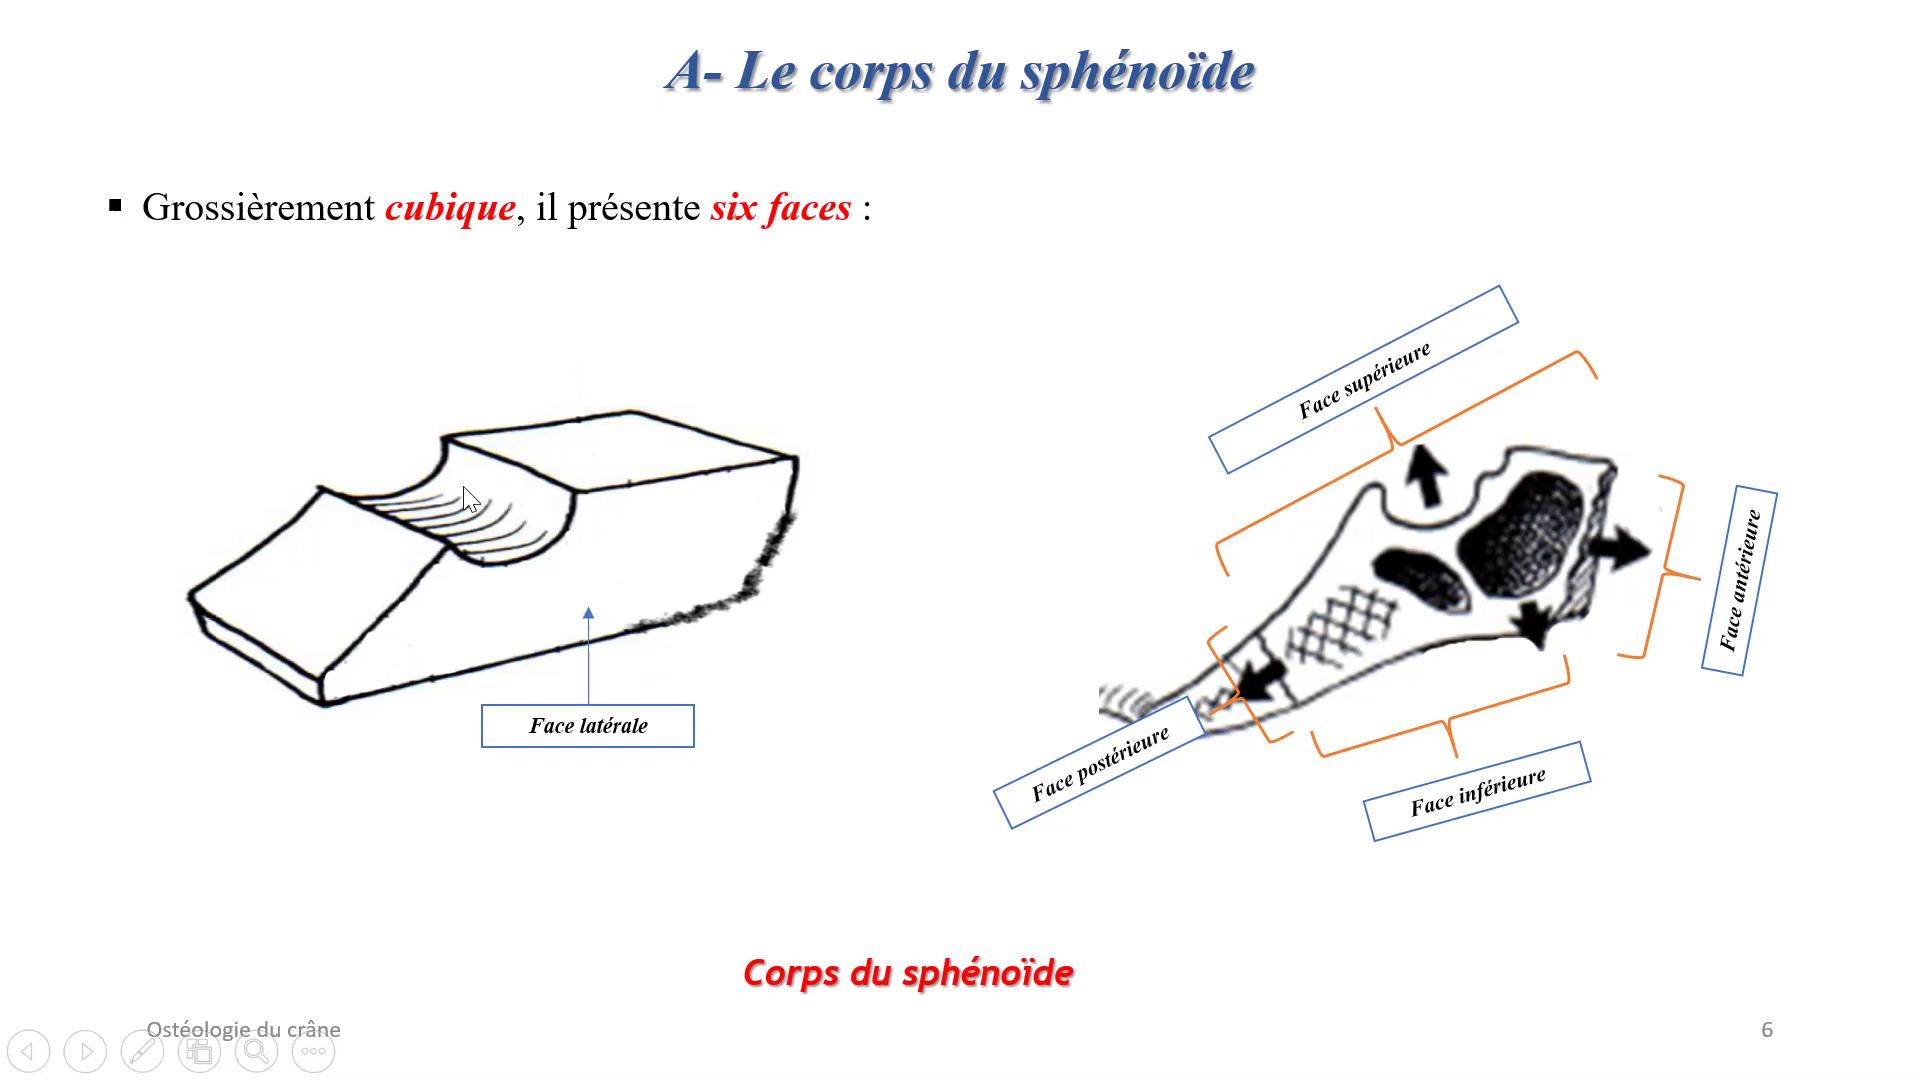 A- Le corps du sphénoïde
▪ Grossièrement cubique, il présente six faces :
Face supérieure
Face antérieure
Face latérale
Face postérieure
Face inférieure
Corps du sphénoïde
Ostéologie du crâne
6